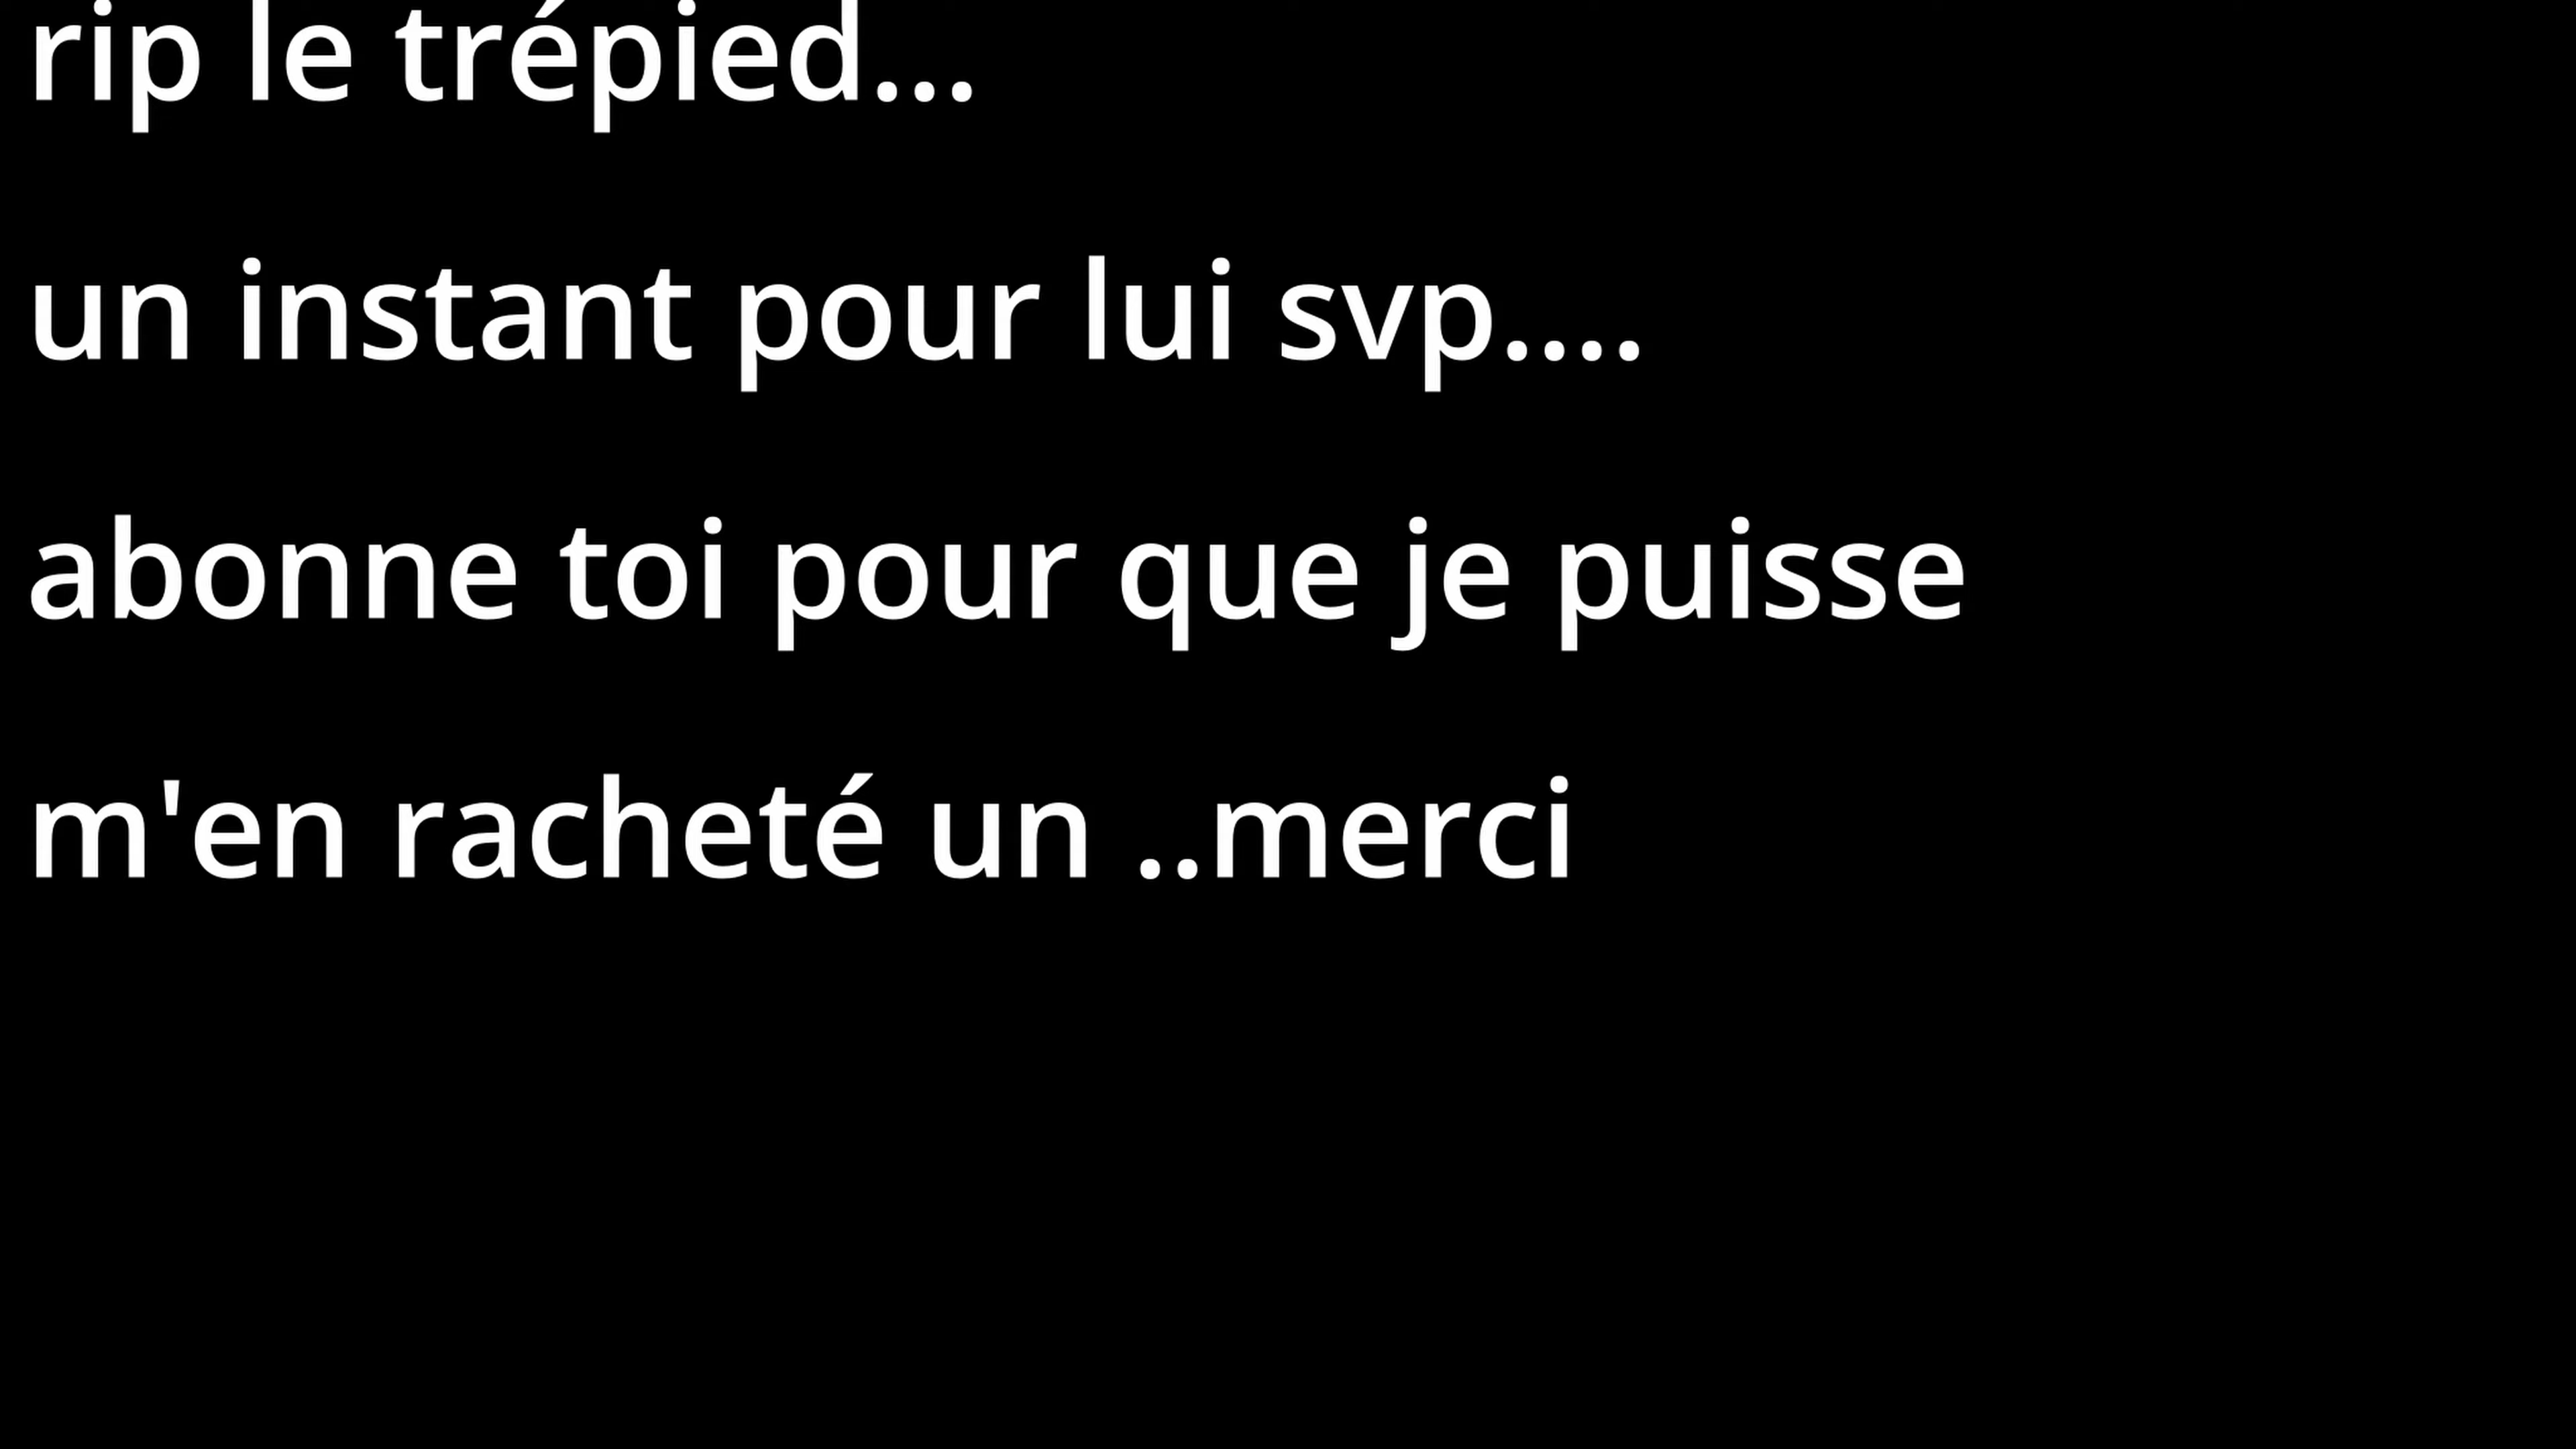 rip le trépied...
un instant pour lui svp....
abonne toi pour que je puisse
m'en racheté un ..merci